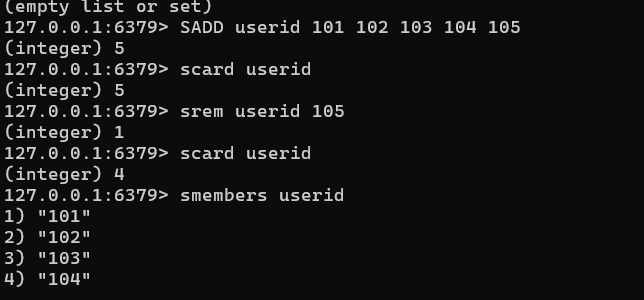 (empty list or set)
127.0.0.1:6379> SADD userid 101 102 103 104 105
(integer) 5
127.0.0.1:6379> scard userid
(integer) 5
127.0.0.1:6379> srem userid 105
(integer) 1
127.0.0.1:6379> scard userid
(integer) 4
127.0.0.1:6379> smembers userid
1) "101"
2) "102"
3) "103"
4) "104"